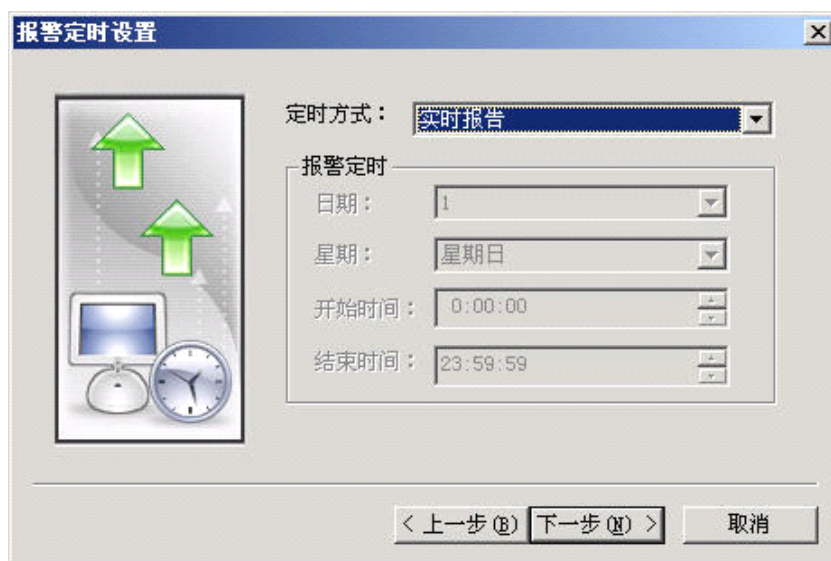 报警定时设置
定时方式： 实时报告
报警定时
日期： 1
星期： 星期日
开始时间： 0:00:00
结束时间： 23:59:59
< 上一步(B) 下一步(N) > 取消